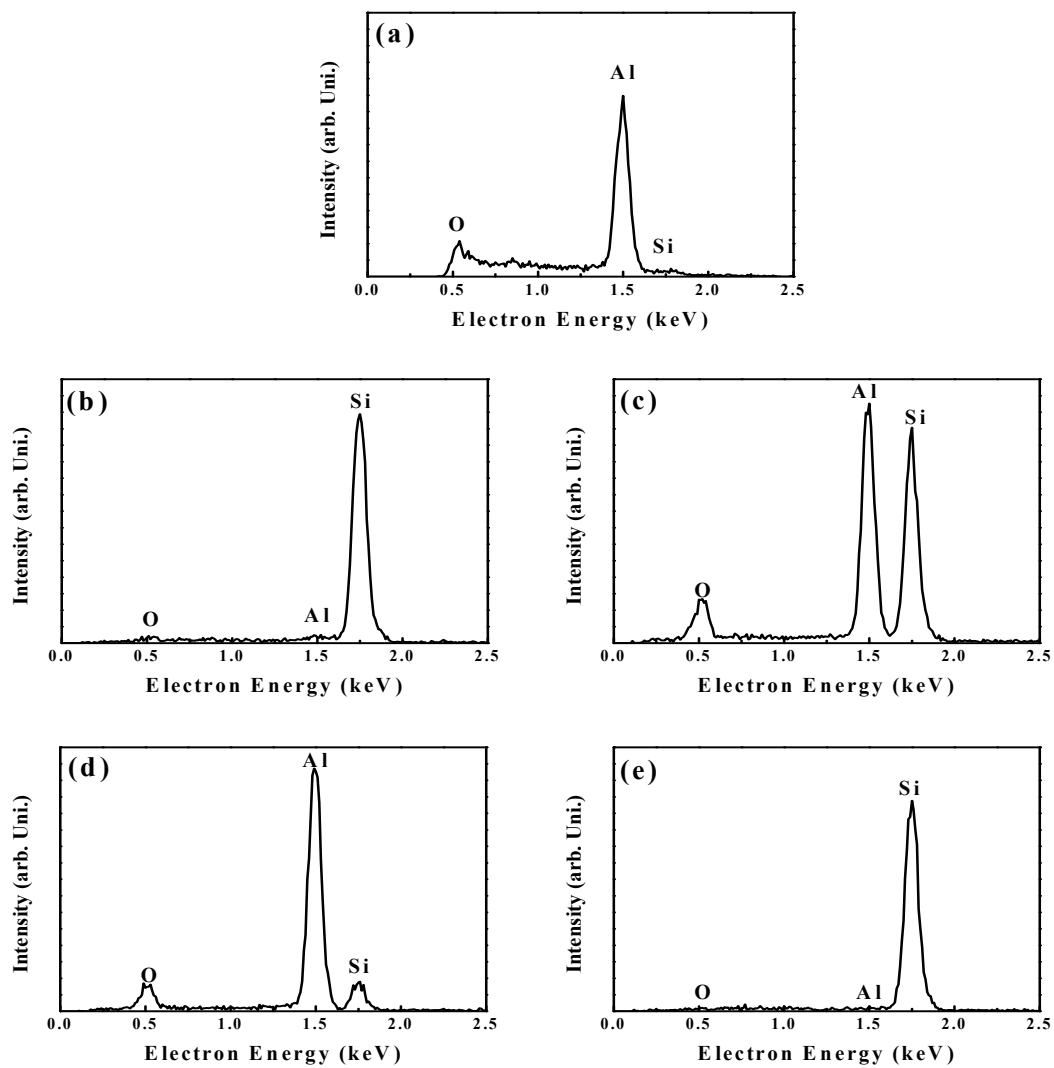 (a)
Al
O
Si
Intensity (arb. Uni.)
0.0 0.5 1.0 1.5 2.0 2.5
Electron Energy (keV)
(b)
Si
O
Al
Intensity (arb. Uni.)
0.0 0.5 1.0 1.5 2.0 2.5
Electron Energy (keV)
(c)
Al
Si
O
Intensity (arb. Uni.)
0.0 0.5 1.0 1.5 2.0 2.5
Electron Energy (keV)
(d)
Al
O
Si
Intensity (arb. Uni.)
0.0 0.5 1.0 1.5 2.0 2.5
Electron Energy (keV)
(e)
Si
O
Al
Intensity (arb. Uni.)
0.0 0.5 1.0 1.5 2.0 2.5
Electron Energy (keV)